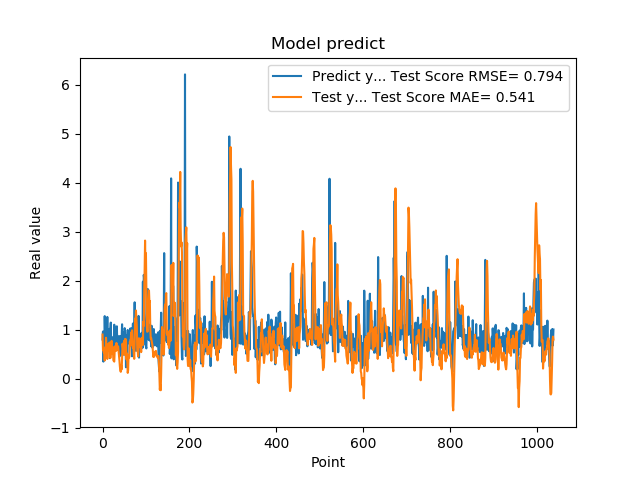 Model predict
Predict y... Test Score RMSE= 0.794
Test y... Test Score MAE= 0.541
Real value
6
5
4
3
2
1
0
−1
0 200 400 600 800 1000
Point